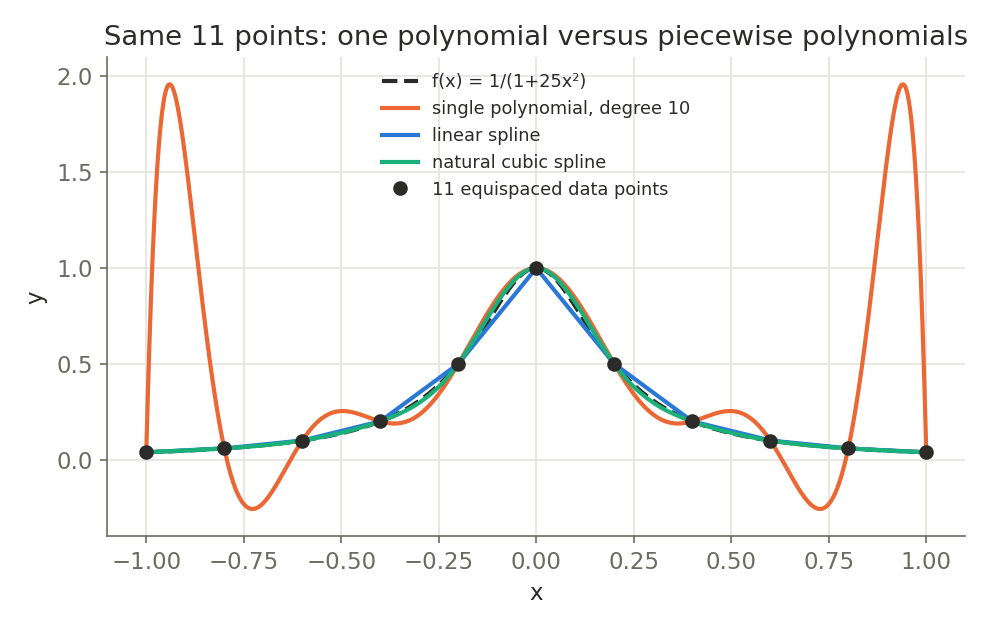 Same 11 points: one polynomial versus piecewise polynomials
f(x) = 1/(1+25x²)
single polynomial, degree 10
linear spline
natural cubic spline
11 equispaced data points
2.0
1.5
1.0
0.5
0.0
y
−1.00 −0.75 −0.50 −0.25 0.00 0.25 0.50 0.75 1.00
x